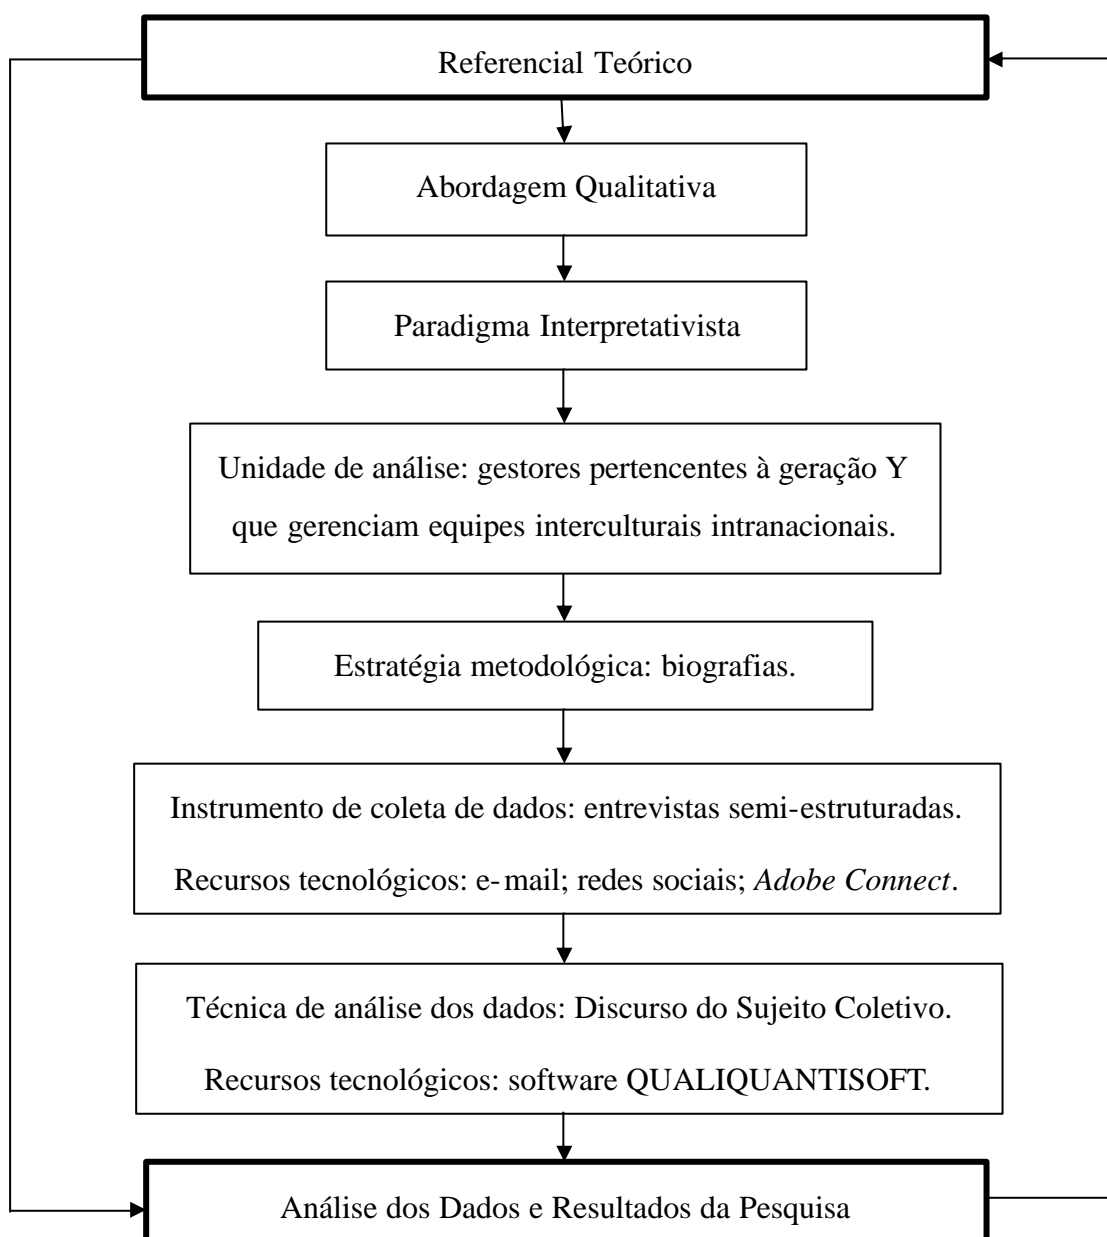 Referencial Teórico
Abordagem Qualitativa
Paradigma Interpretativista
Unidade de análise: gestores pertencentes à geração Y
que gerenciam equipes interculturais intranacionais.
Estratégia metodológica: biografias.
Instrumento de coleta de dados: entrevistas semi-estruturadas.
Recursos tecnológicos: e-mail; redes sociais; Adobe Connect.
Técnica de análise dos dados: Discurso do Sujeito Coletivo.
Recursos tecnológicos: software QUALIQUANTISOFT.
Análise dos Dados e Resultados da Pesquisa